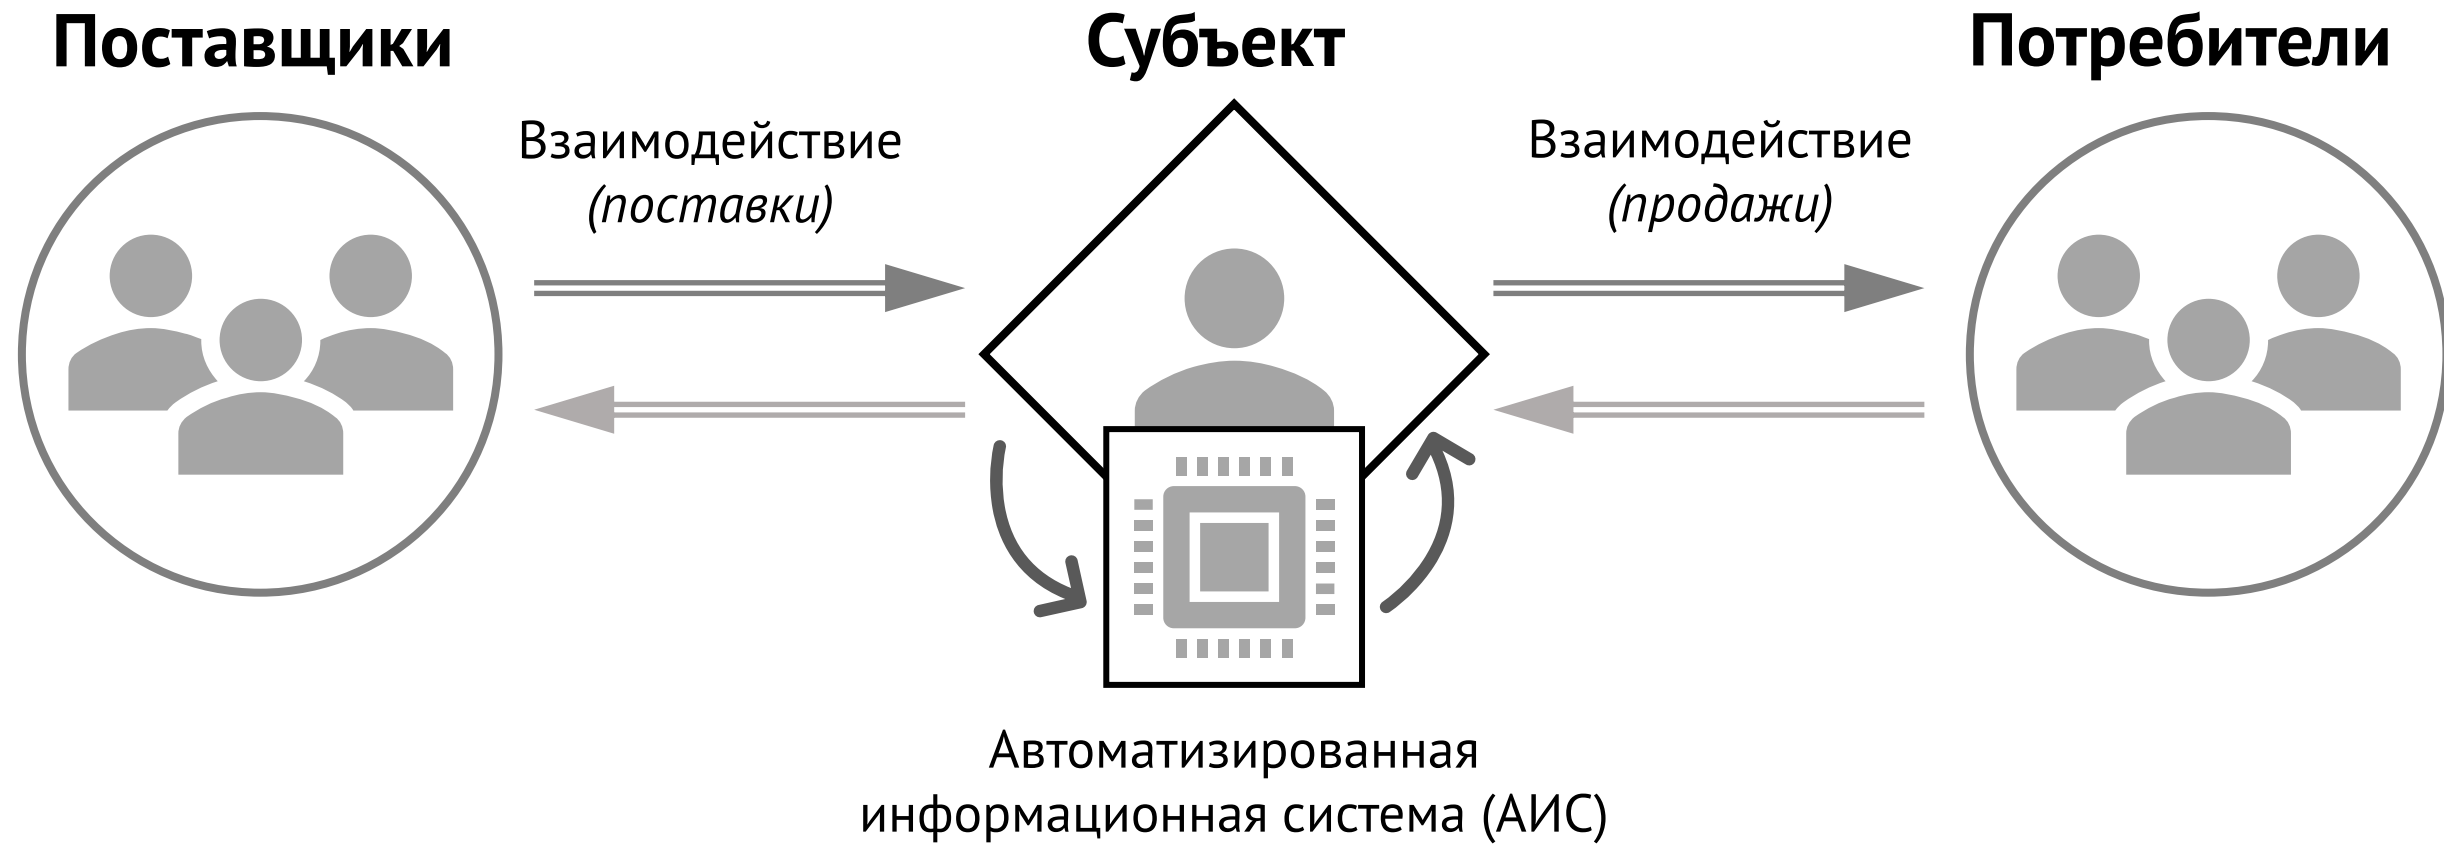 Поставщики
Субъект
Потребители
Взаимодействие
(поставки)
Взаимодействие
(продажи)
Автоматизированная
информационная система (АИС)